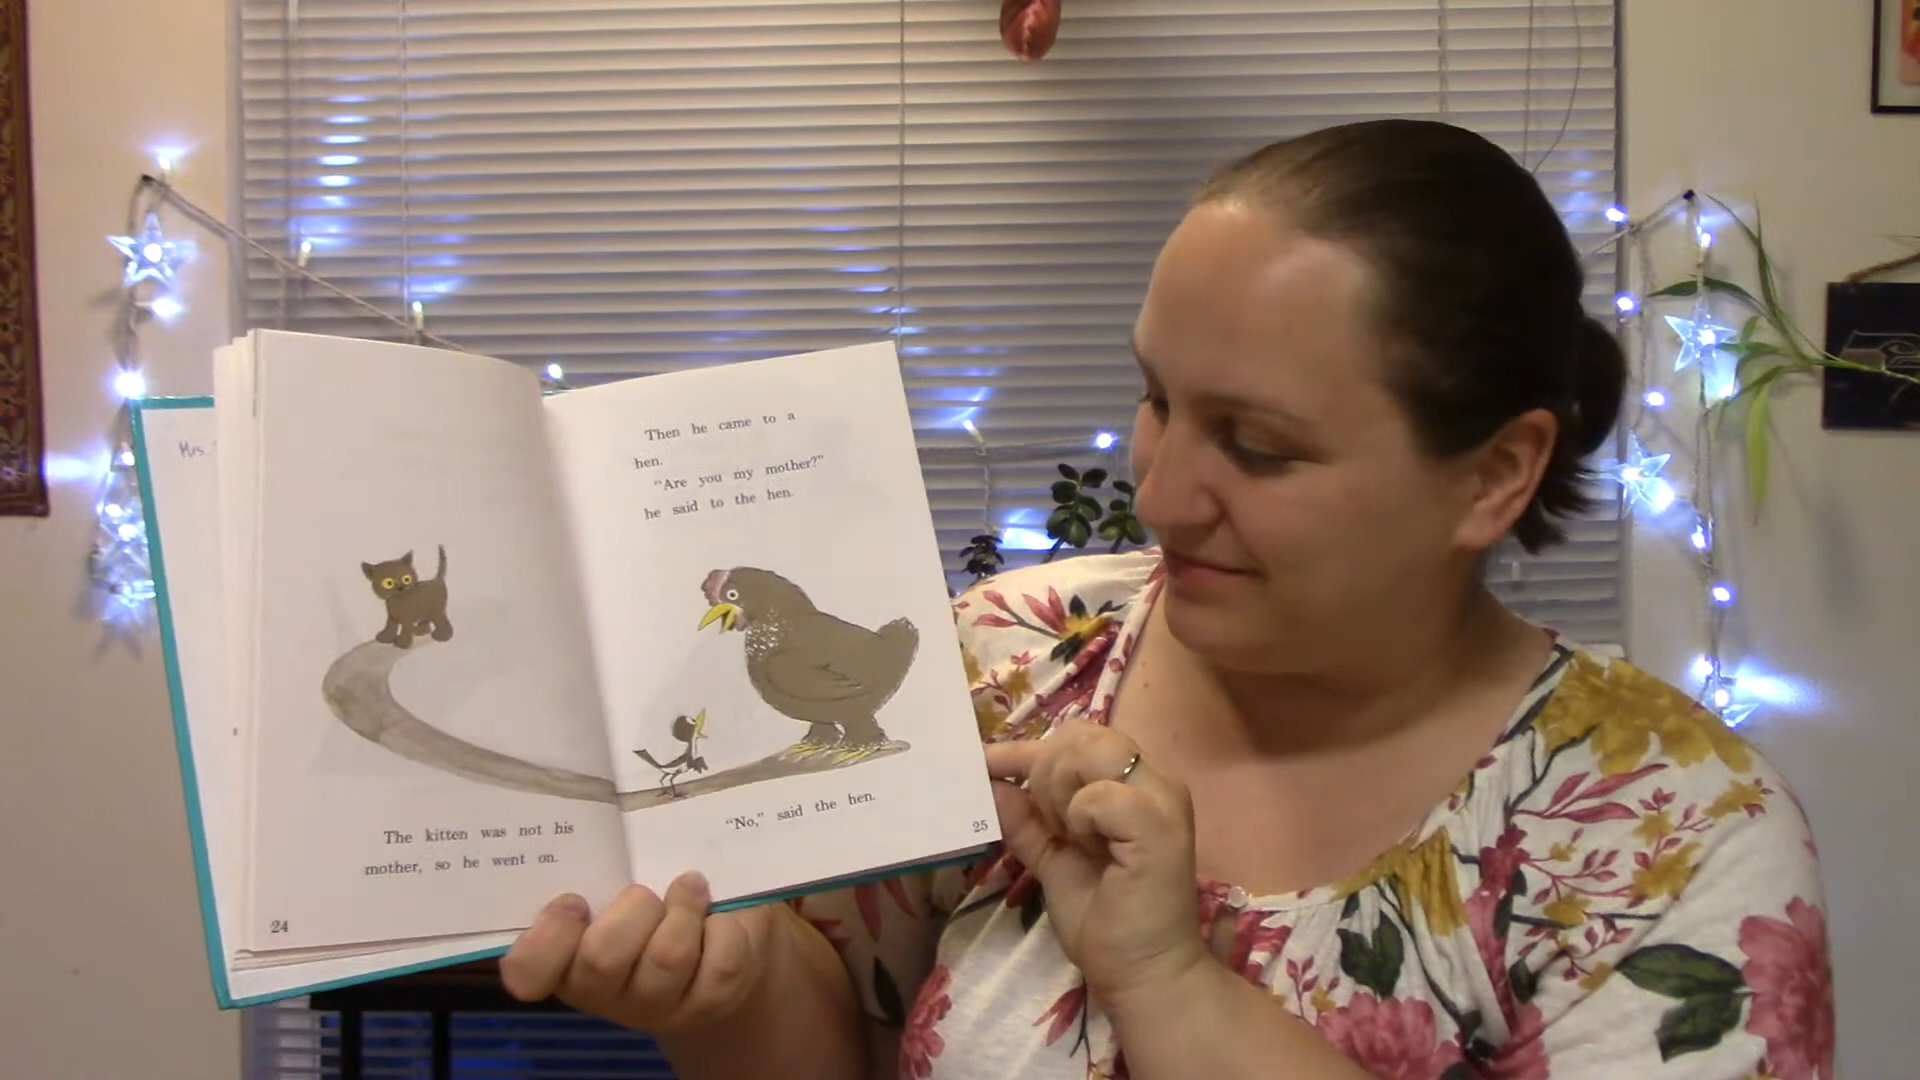 Mrs.
The kitten was not his
mother, so he went on.
24
Then he came to a
hen.
"Are you my mother?"
he said to the hen.
"No," said the hen.
25